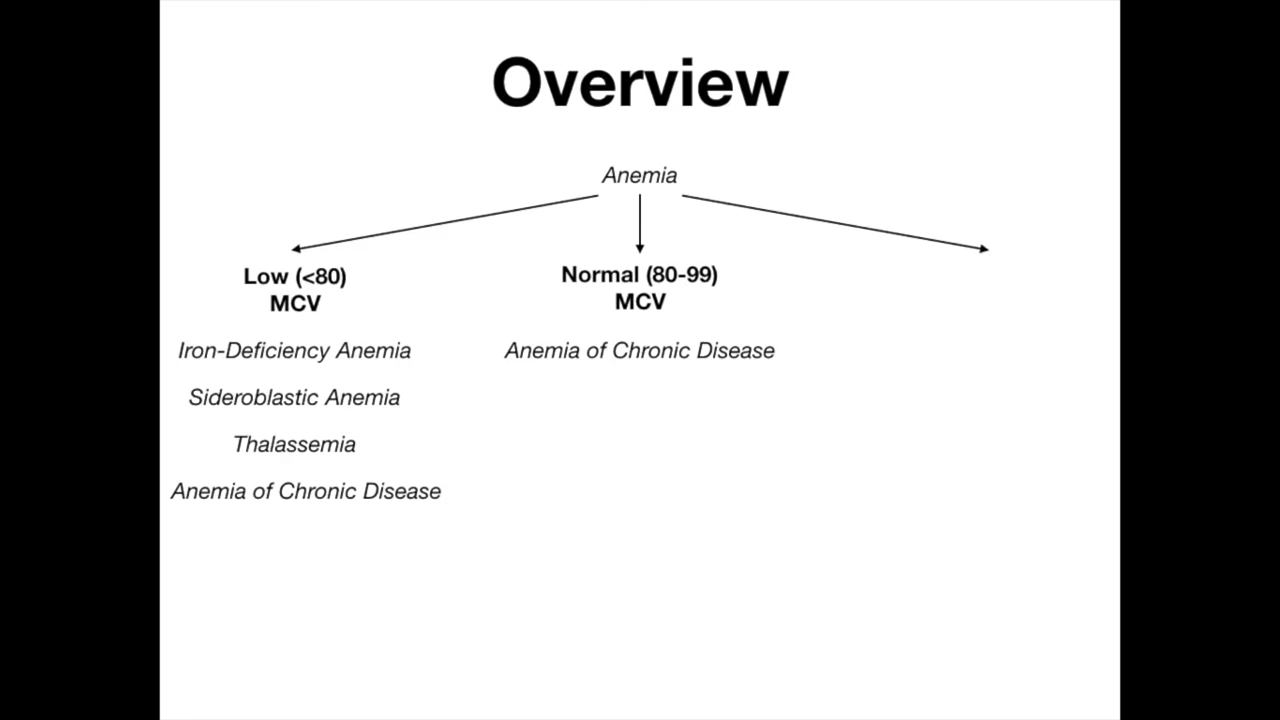 Overview
Anemia
Low (<80)
MCV
Iron-Deficiency Anemia
Sideroblastic Anemia
Thalassemia
Anemia of Chronic Disease
Normal (80-99)
MCV
Anemia of Chronic Disease